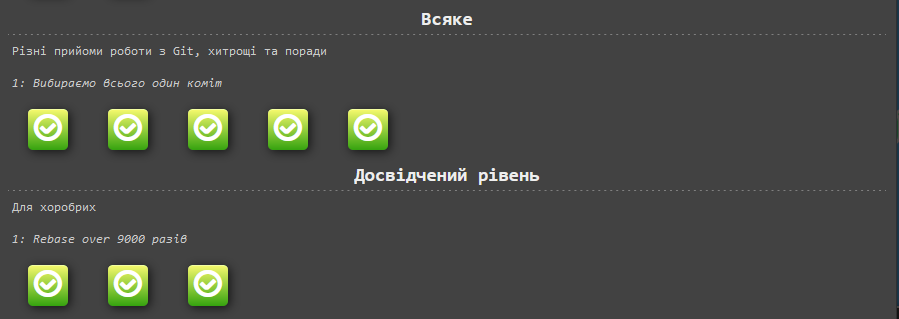 Всяке
Різні прийоми роботи з Git, хитрощі та поради
1: Вибираємо всього один коміт
Досвідчений рівень
Для хоробрих
1: Rebase over 9000 разів